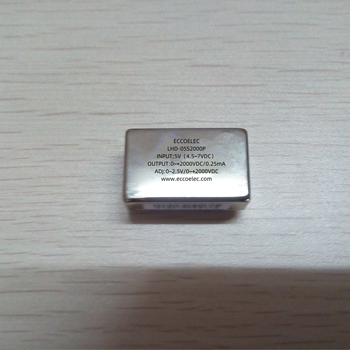 ECCOELEC
LHD-05S2000P
INPUT:5V (4.5~7VDC)
OUTPUT:0~+2000VDC/0.25mA
ADJ:0~2.5V/0~+2000VDC
www.eccoelec.com